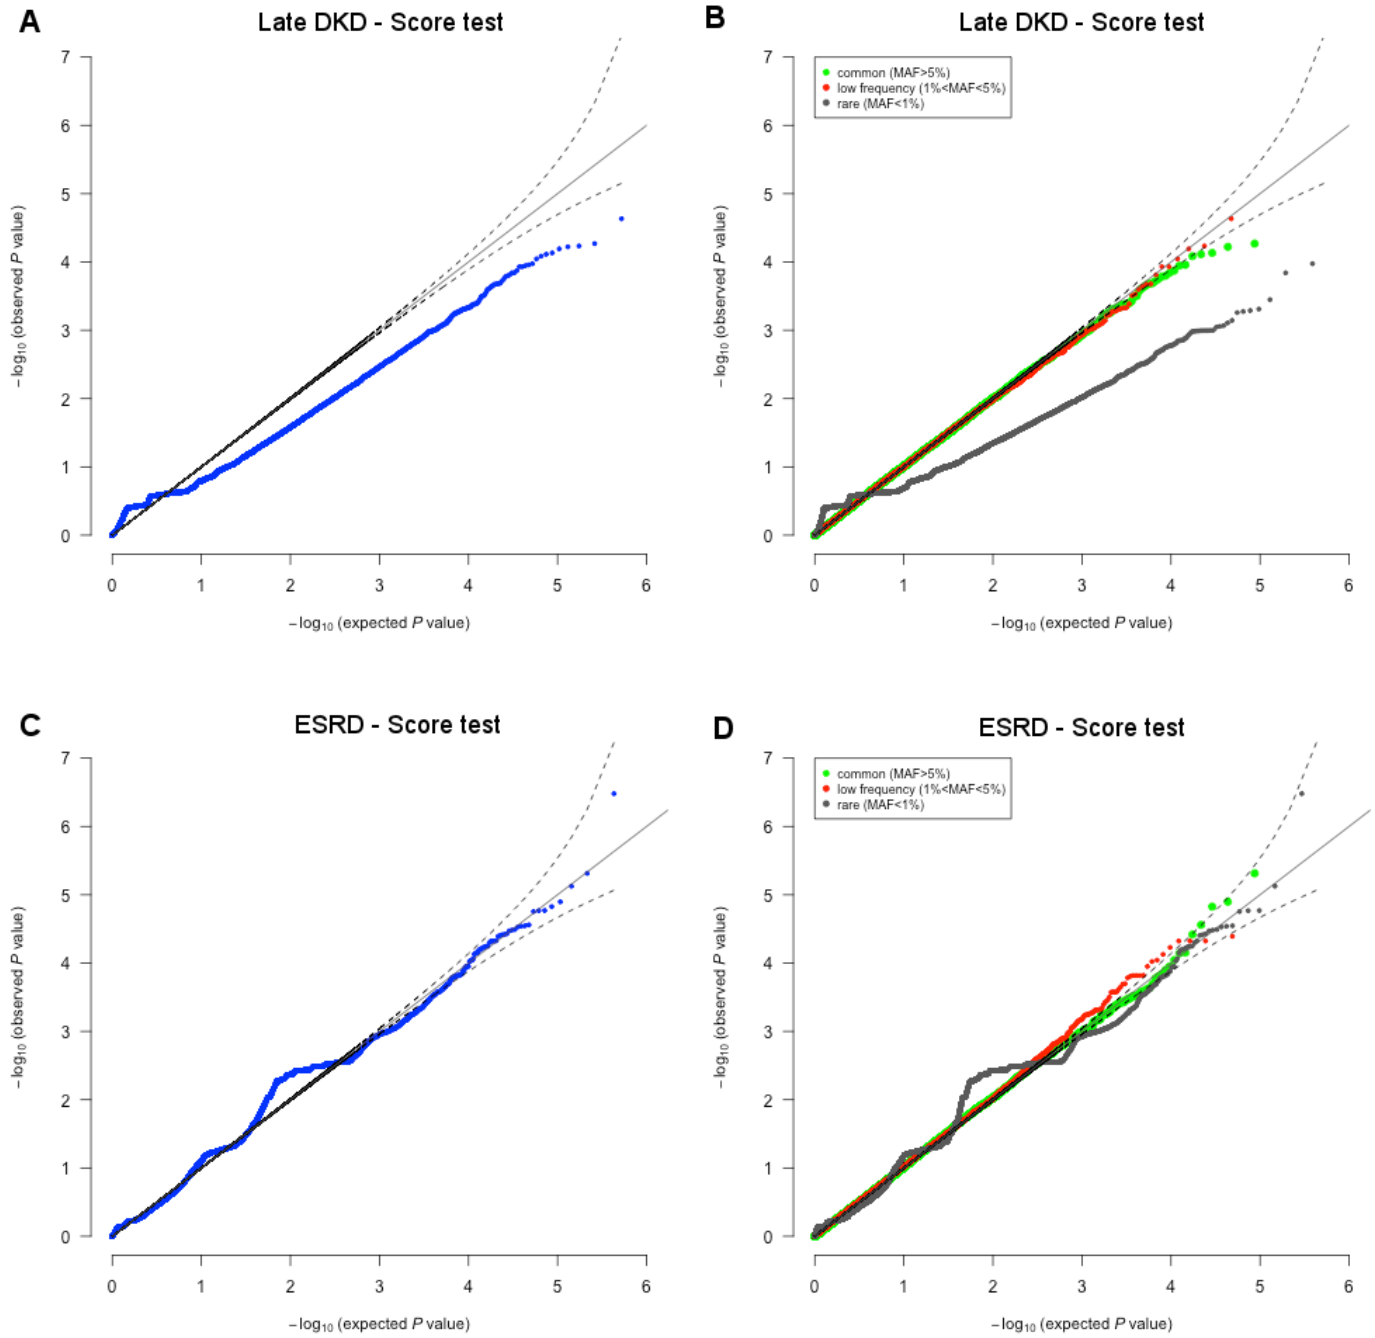 A
Late DKD - Score test
7
6
5
4
3
2
1
0
0 1 2 3 4 5 6
−log10 (observed P value)
−log10 (expected P value)
B
Late DKD - Score test
common (MAF>5%)
low frequency (1%<MAF<5%)
rare (MAF<1%)
7
6
5
4
3
2
1
0
0 1 2 3 4 5 6
−log10 (observed P value)
−log10 (expected P value)
C
ESRD - Score test
7
6
5
4
3
2
1
0
0 1 2 3 4 5 6
−log10 (observed P value)
−log10 (expected P value)
D
ESRD - Score test
common (MAF>5%)
low frequency (1%<MAF<5%)
rare (MAF<1%)
7
6
5
4
3
2
1
0
0 1 2 3 4 5 6
−log10 (observed P value)
−log10 (expected P value)